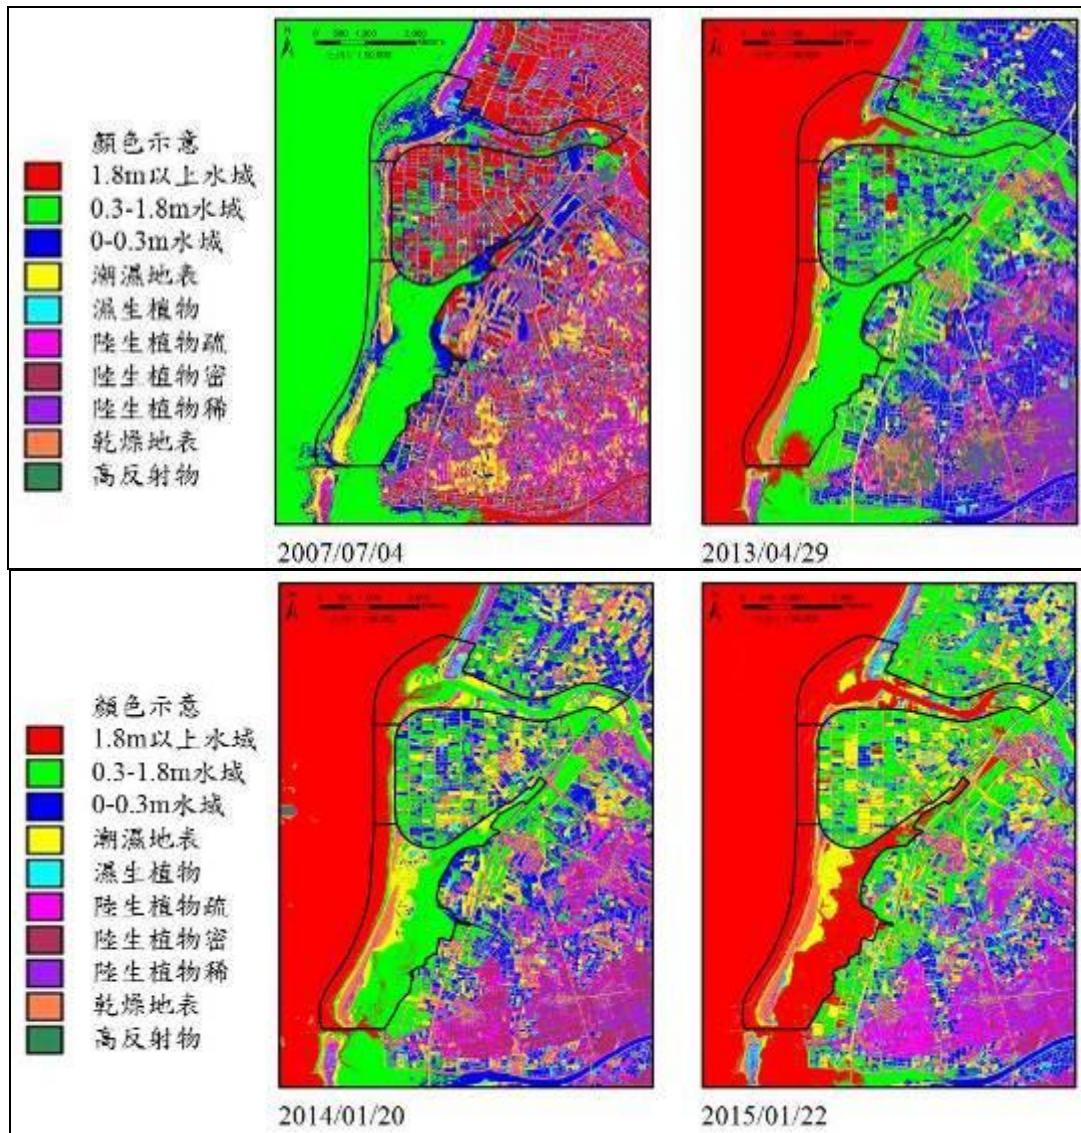 顏色示意
1.8m以上水域
0.3-1.8m水域
0-0.3m水域
潮濕地表
濕生植物
陸生植物疏
陸生植物密
陸生植物稀
乾燥地表
高反射物
2007/07/04
2013/04/29
顏色示意
1.8m以上水域
0.3-1.8m水域
0-0.3m水域
潮濕地表
濕生植物
陸生植物疏
陸生植物密
陸生植物稀
乾燥地表
高反射物
2014/01/20
2015/01/22